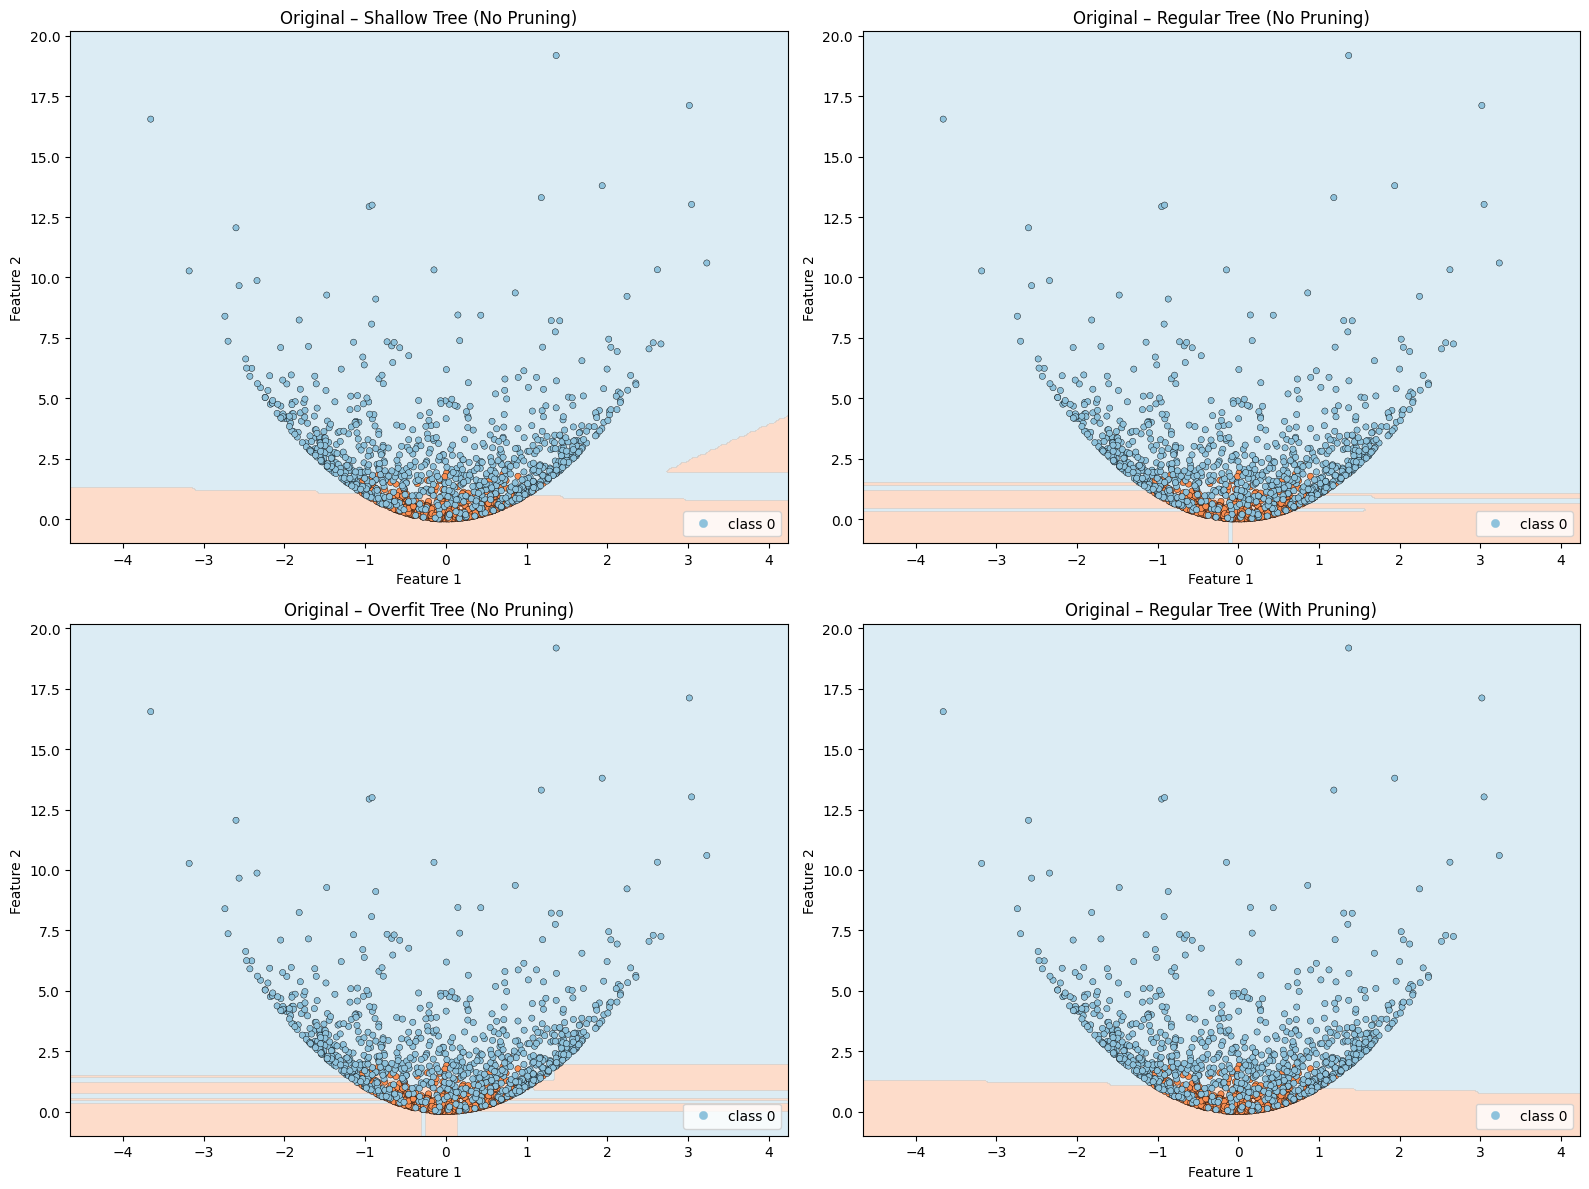 Original – Shallow Tree (No Pruning)
20.0
17.5
15.0
12.5
10.0
7.5
5.0
2.5
0.0
Feature 2
−4 −3 −2 −1 0 1 2 3 4
Feature 1
class 0
Original – Regular Tree (No Pruning)
20.0
17.5
15.0
12.5
10.0
7.5
5.0
2.5
0.0
Feature 2
−4 −3 −2 −1 0 1 2 3 4
Feature 1
class 0
Original – Overfit Tree (No Pruning)
20.0
17.5
15.0
12.5
10.0
7.5
5.0
2.5
0.0
Feature 2
−4 −3 −2 −1 0 1 2 3 4
Feature 1
class 0
Original – Regular Tree (With Pruning)
20.0
17.5
15.0
12.5
10.0
7.5
5.0
2.5
0.0
Feature 2
−4 −3 −2 −1 0 1 2 3 4
Feature 1
class 0